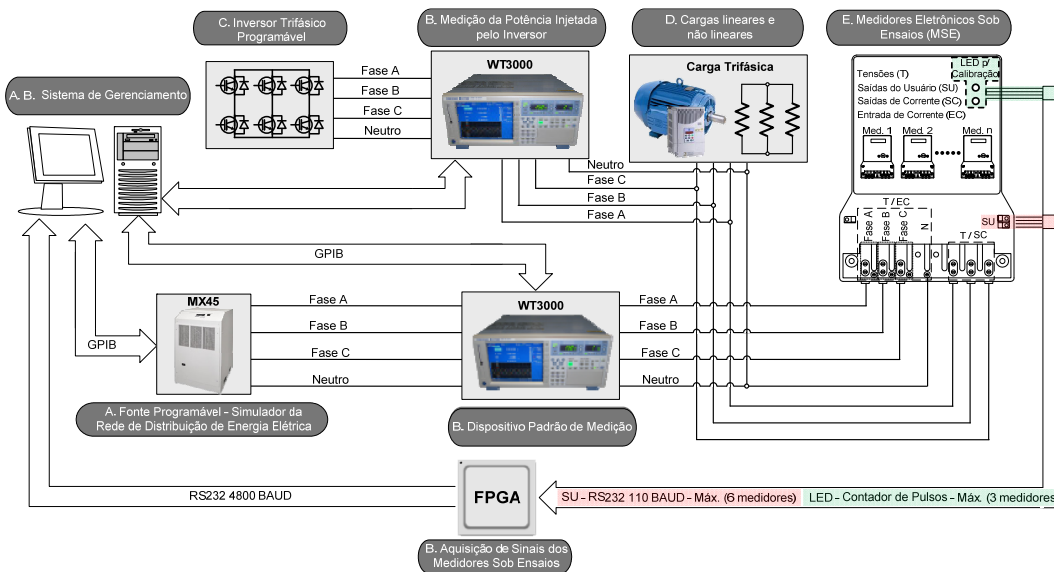 C. Inversor Trifásico
Programável
B. Medição da Potência Injetada
pelo Inversor
D. Cargas lineares e
não lineares
E. Medidores Eletrônicos Sob
Ensaios (MSE)
A. B. Sistema de Gerenciamento
Fase A
Fase B
Fase C
Neutro
WT3000
Carga Trifásica
LED p/
Calibração
Tensões (T)
Saídas do Usuário (SU)
Saídas de Corrente (SC)
Entrada de Corrente (EC)
Med. 1
Med. 2
Med. n
Neutro
Fase C
Fase B
Fase A
T / EC
Fase A
Fase B
Fase C
N
SU
T / SC
GPIB
GPIB
MX45
Fase A
Fase B
Fase C
Neutro
WT3000
Fase A
Fase B
Fase C
Neutro
A. Fonte Programável - Simulador da
Rede de Distribuição de Energia Elétrica
B. Dispositivo Padrão de Medição
RS232 4800 BAUD
FPGA
SU - RS232 110 BAUD - Máx. (6 medidores)
LED - Contador de Pulsos - Máx. (3 medidores
B. Aquisição de Sinais dos
Medidores Sob Ensaios